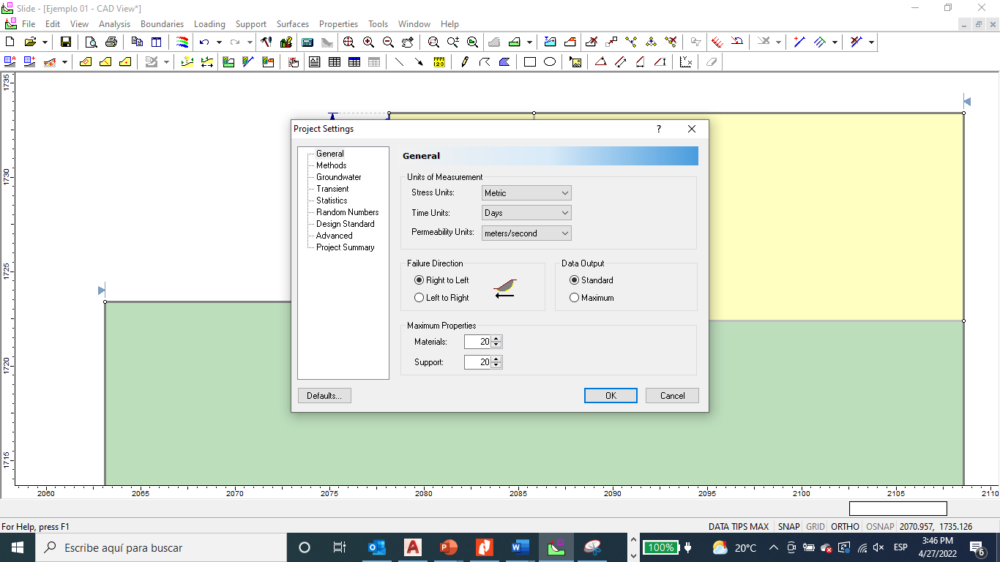 Slide - [Ejemplo 01 - CAD View*]
File Edit View Analysis Boundaries Loading Support Surfaces Properties Tools Window Help
123
1735
1730
1725
1720
1715
Project Settings
General
Methods
Groundwater
Transient
Statistics
Random Numbers
Design Standard
Advanced
Project Summary
General
Units of Measurement
Stress Units: Metric
Time Units: Days
Permeability Units: meters/second
Failure Direction
Right to Left
Left to Right
Data Output
Standard
Maximum
Maximum Properties
Materials: 20
Support: 20
Defaults... OK Cancel
2060 2065 2070 2075 2080 2085 2090 2095 2100 2105 2110
For Help, press F1
DATA TIPS MAX SNAP GRID ORTHO OSNAP 2070.957, 1735.126
Escribe aquí para buscar
100%
20°C
ESP
3:46 PM
4/27/2022
6